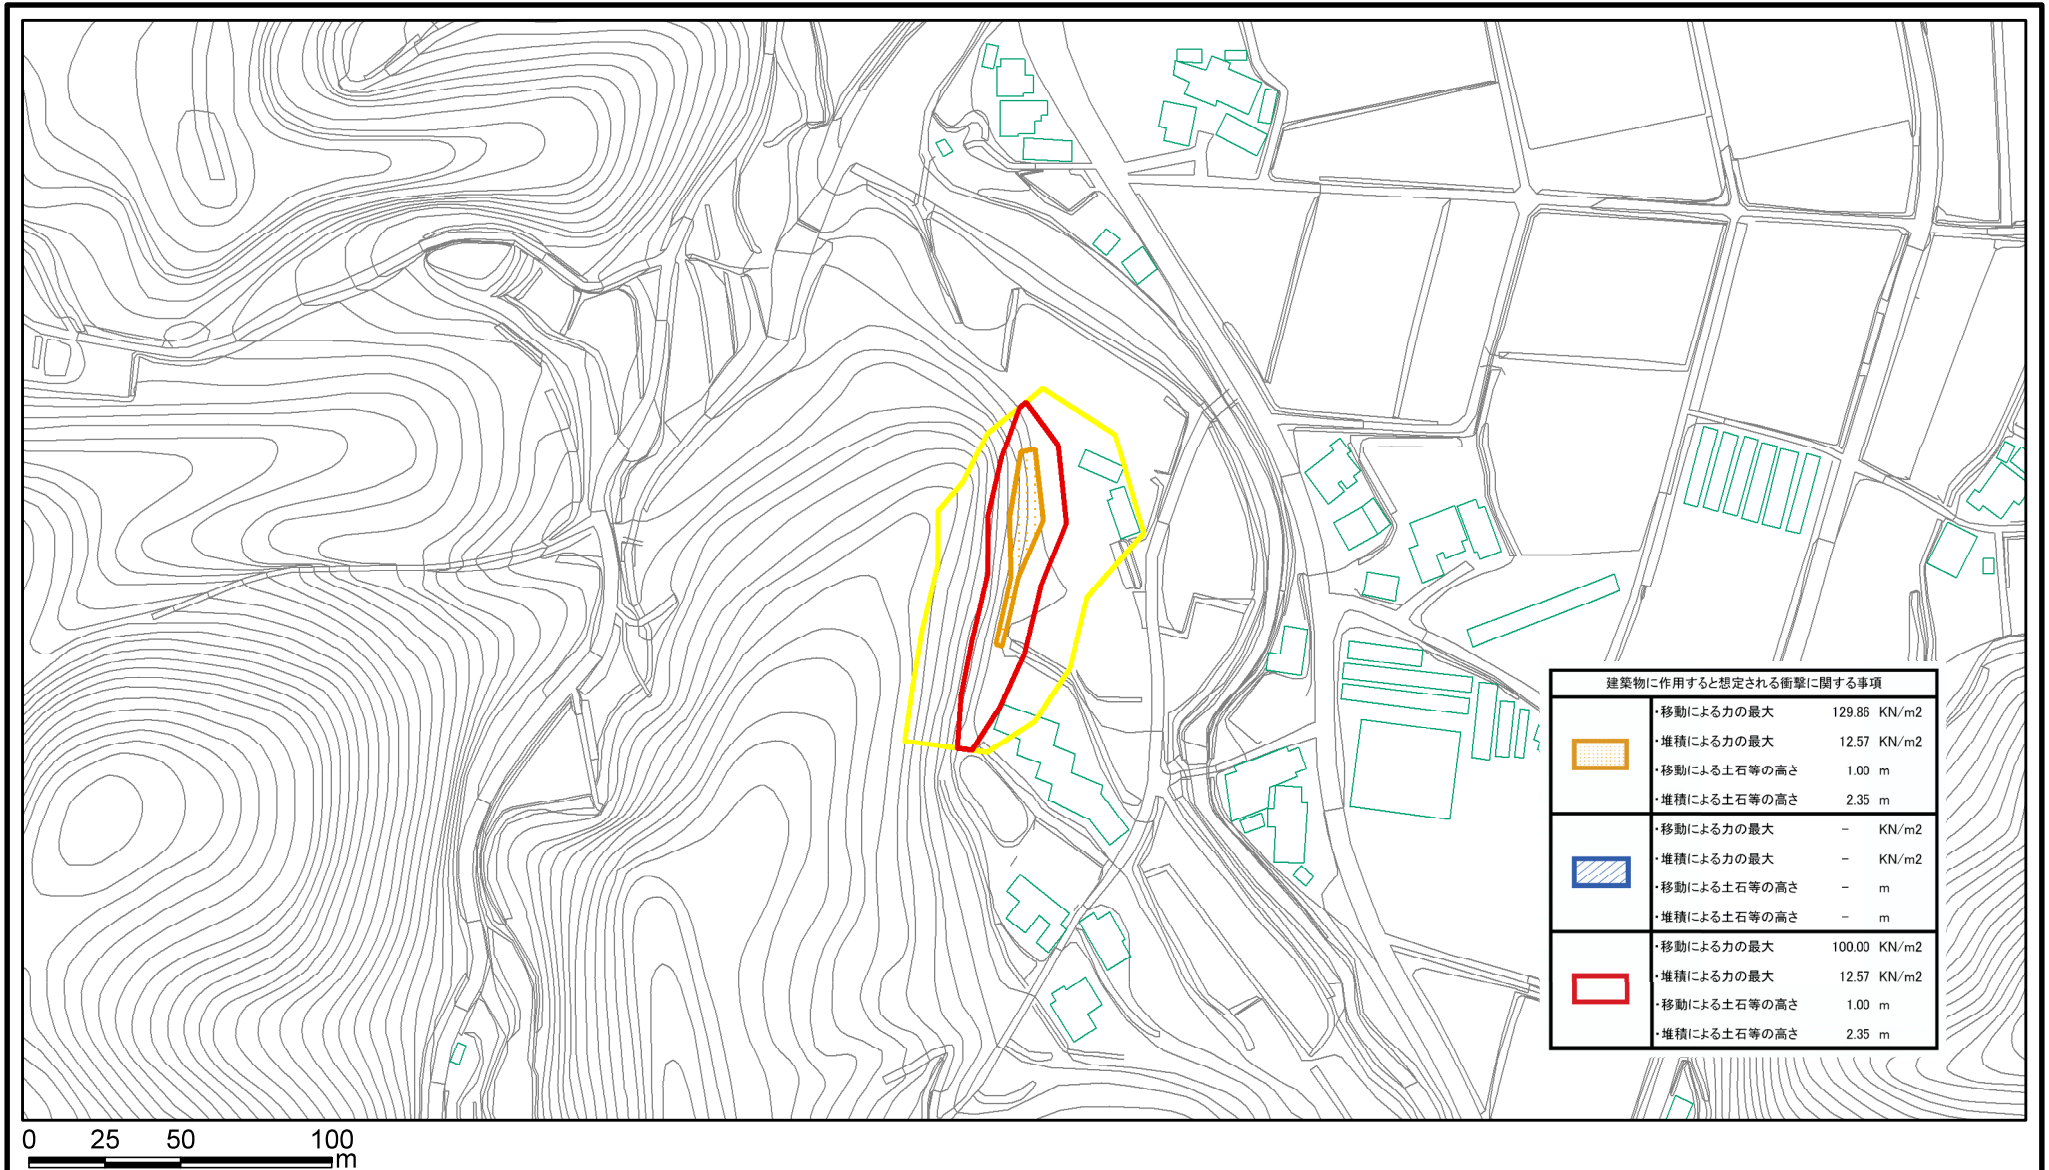 建築物に作用すると想定される衝撃に関する事項
・移動による力の最大 129.86 KN/m2
・堆積による力の最大 12.57 KN/m2
・移動による土石等の高さ 1.00 m
・堆積による土石等の高さ 2.35 m
・移動による力の最大 － KN/m2
・堆積による力の最大 － KN/m2
・移動による土石等の高さ － m
・堆積による土石等の高さ － m
・移動による力の最大 100.00 KN/m2
・堆積による力の最大 12.57 KN/m2
・移動による土石等の高さ 1.00 m
・堆積による土石等の高さ 2.35 m
0 25 50 100
m